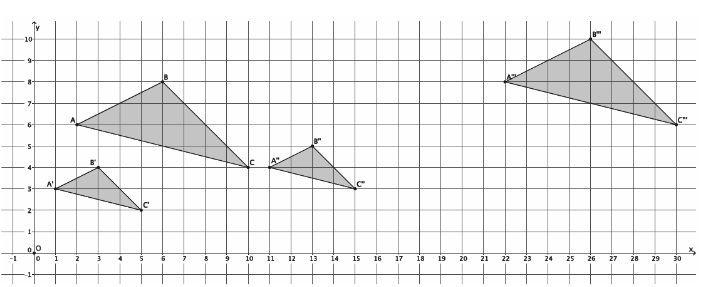 y
10
B'''
9
8
B
A'''
7
6
A
C'''
5
B''
4
B'
C
A''
3
A'
C''
2
C'
1
0
O
x
-1 0 1 2 3 4 5 6 7 8 9 10 11 12 13 14 15 16 17 18 19 20 21 22 23 24 25 26 27 28 29 30
-1